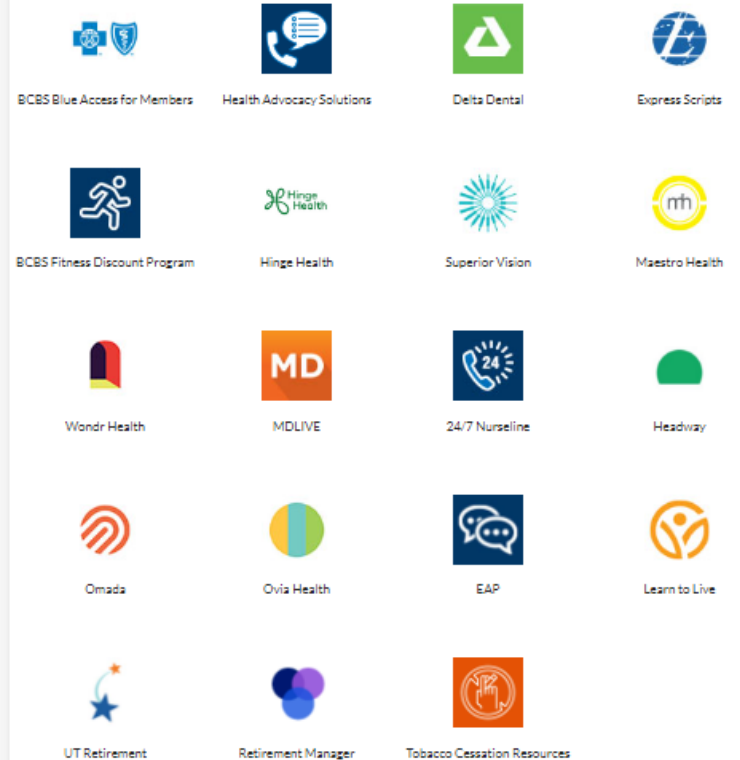 BCBS Blue Access for Members
Health Advocacy Solutions
Delta Dental
E
Express Scripts
BCBS Fitness Discount Program
Hinge
Health
Hinge Health
Superior Vision
mh
Maestro Health
Wondr Health
MD
MDLIVE
24
24/7 Nurseline
Headway
Omada
Ovia Health
EAP
Learn to Live
UT Retirement
Retirement Manager
Tobacco Cessation Resources